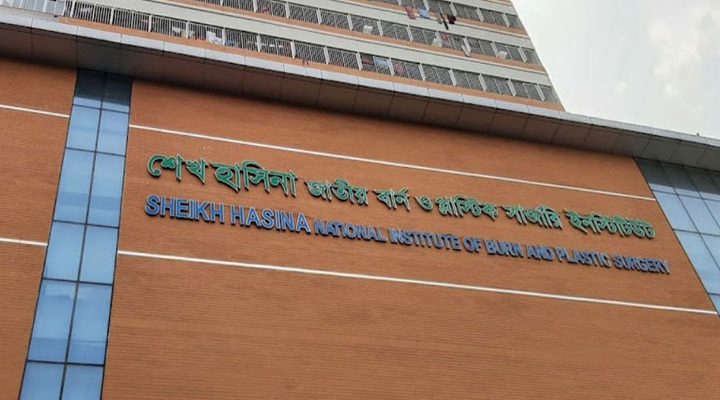 শেখ হাসিনা জাতীয় বার্ন ও প্লাস্টিক সার্জারি ইনস্টিটিউট
SHEIKH HASINA NATIONAL INSTITUTE OF BURN AND PLASTIC SURGERY